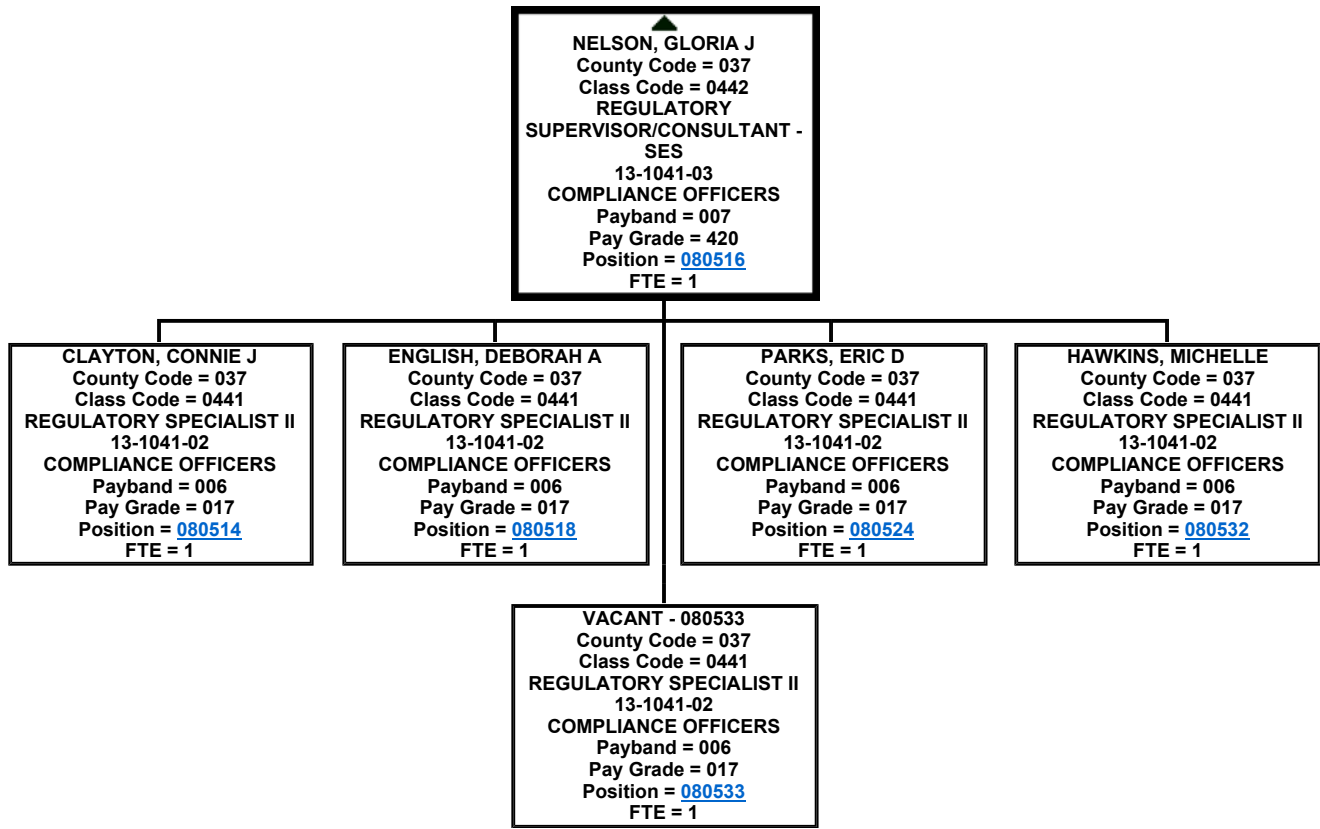 NELSON, GLORIA J
County Code = 037
Class Code = 0442
REGULATORY
SUPERVISOR/CONSULTANT -
SES
13-1041-03
COMPLIANCE OFFICERS
Payband = 007
Pay Grade = 420
Position = 080516
FTE = 1
CLAYTON, CONNIE J
County Code = 037
Class Code = 0441
REGULATORY SPECIALIST II
13-1041-02
COMPLIANCE OFFICERS
Payband = 006
Pay Grade = 017
Position = 080514
FTE = 1
ENGLISH, DEBORAH A
County Code = 037
Class Code = 0441
REGULATORY SPECIALIST II
13-1041-02
COMPLIANCE OFFICERS
Payband = 006
Pay Grade = 017
Position = 080518
FTE = 1
PARKS, ERIC D
County Code = 037
Class Code = 0441
REGULATORY SPECIALIST II
13-1041-02
COMPLIANCE OFFICERS
Payband = 006
Pay Grade = 017
Position = 080524
FTE = 1
HAWKINS, MICHELLE
County Code = 037
Class Code = 0441
REGULATORY SPECIALIST II
13-1041-02
COMPLIANCE OFFICERS
Payband = 006
Pay Grade = 017
Position = 080532
FTE = 1
VACANT - 080533
County Code = 037
Class Code = 0441
REGULATORY SPECIALIST II
13-1041-02
COMPLIANCE OFFICERS
Payband = 006
Pay Grade = 017
Position = 080533
FTE = 1